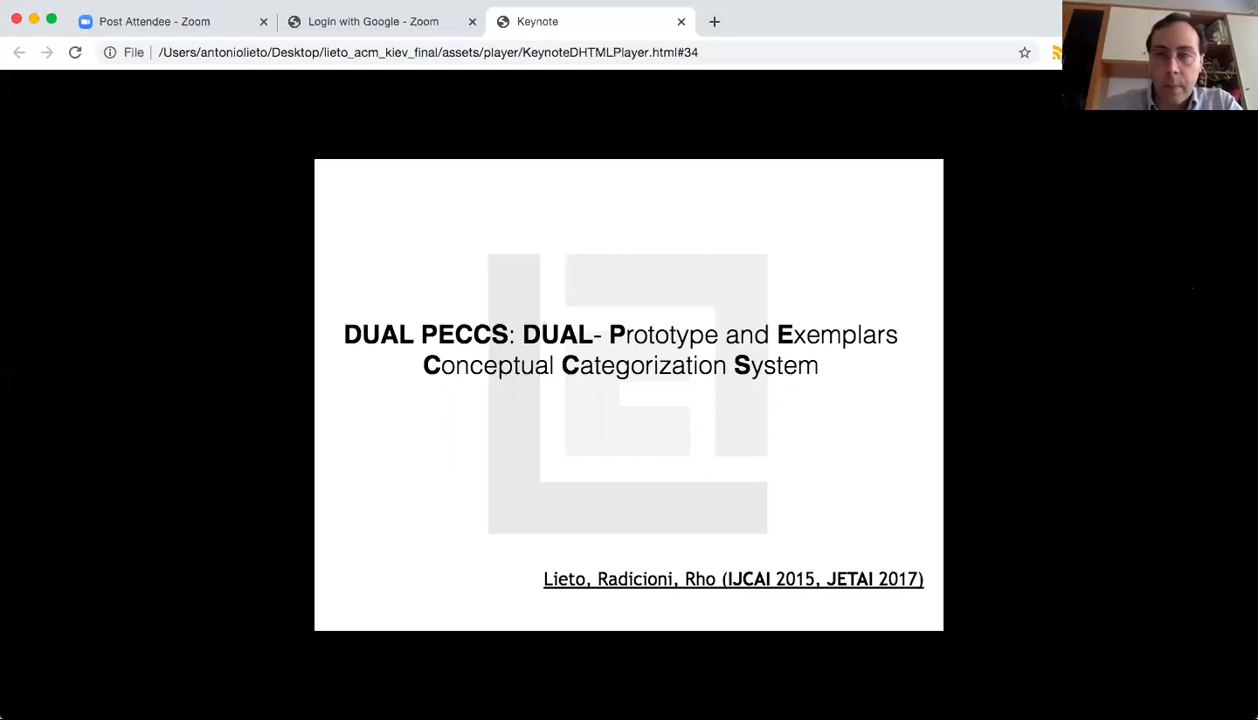 Post Attendee - Zoom
Login with Google - Zoom
Keynote
File
/Users/antoniolieto/Desktop/lieto_acm_kiev_final/assets/player/KeynoteDHTMLPlayer.html#34
DUAL PECCS: DUAL- Prototype and Exemplars
Conceptual Categorization System
Lieto, Radicioni, Rho (IJCAI 2015, JETAI 2017)